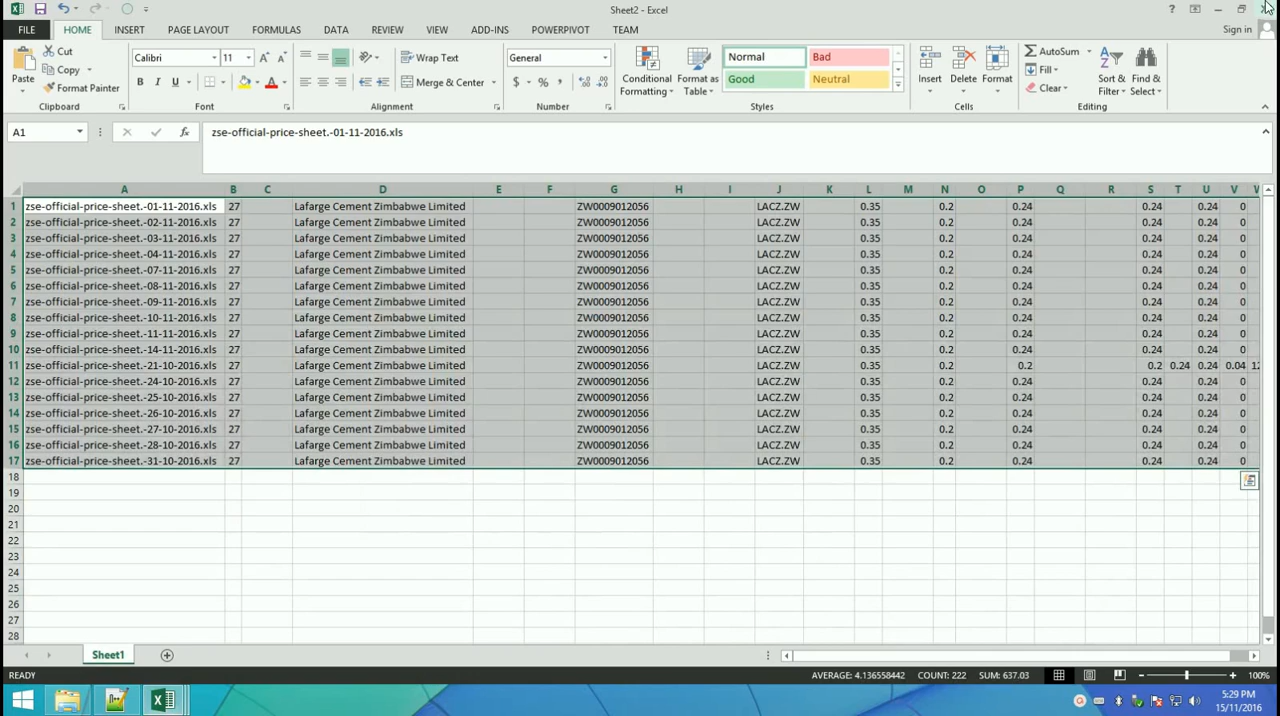 Sheet2 - Excel
?
FILE HOME INSERT PAGE LAYOUT FORMULAS DATA REVIEW VIEW ADD-INS POWERPIVOT TEAM Sign in
Paste Cut Copy Format Painter
Clipboard
Calibri 11
B I U
Font
Wrap Text
Merge & Center
Alignment
General
$ % ,
Number
Conditional Formatting
Format as Table
Normal Bad
Good Neutral
Styles
Insert Delete Format
Cells
AutoSum
Fill
Clear
Sort & Filter
Find & Select
Editing
A1 fx zse-official-price-sheet.-01-11-2016.xls
A B C D E F G H I J K L M N O P Q R S T U V
1 zse-official-price-sheet.-01-11-2016.xls 27 Lafarge Cement Zimbabwe Limited ZW0009012056 LACZ.ZW 0.35 0.2 0.24 0.24 0.24 0
2 zse-official-price-sheet.-02-11-2016.xls 27 Lafarge Cement Zimbabwe Limited ZW0009012056 LACZ.ZW 0.35 0.2 0.24 0.24 0.24 0
3 zse-official-price-sheet.-03-11-2016.xls 27 Lafarge Cement Zimbabwe Limited ZW0009012056 LACZ.ZW 0.35 0.2 0.24 0.24 0.24 0
4 zse-official-price-sheet.-04-11-2016.xls 27 Lafarge Cement Zimbabwe Limited ZW0009012056 LACZ.ZW 0.35 0.2 0.24 0.24 0.24 0
5 zse-official-price-sheet.-07-11-2016.xls 27 Lafarge Cement Zimbabwe Limited ZW0009012056 LACZ.ZW 0.35 0.2 0.24 0.24 0.24 0
6 zse-official-price-sheet.-08-11-2016.xls 27 Lafarge Cement Zimbabwe Limited ZW0009012056 LACZ.ZW 0.35 0.2 0.24 0.24 0.24 0
7 zse-official-price-sheet.-09-11-2016.xls 27 Lafarge Cement Zimbabwe Limited ZW0009012056 LACZ.ZW 0.35 0.2 0.24 0.24 0.24 0
8 zse-official-price-sheet.-10-11-2016.xls 27 Lafarge Cement Zimbabwe Limited ZW0009012056 LACZ.ZW 0.35 0.2 0.24 0.24 0.24 0
9 zse-official-price-sheet.-11-11-2016.xls 27 Lafarge Cement Zimbabwe Limited ZW0009012056 LACZ.ZW 0.35 0.2 0.24 0.24 0.24 0
10 zse-official-price-sheet.-14-11-2016.xls 27 Lafarge Cement Zimbabwe Limited ZW0009012056 LACZ.ZW 0.35 0.2 0.24 0.24 0.24 0
11 zse-official-price-sheet.-21-10-2016.xls 27 Lafarge Cement Zimbabwe Limited ZW0009012056 LACZ.ZW 0.35 0.2 0.2 0.2 0.24 0.24 0.04
12 zse-official-price-sheet.-24-10-2016.xls 27 Lafarge Cement Zimbabwe Limited ZW0009012056 LACZ.ZW 0.35 0.2 0.24 0.24 0.24 0
13 zse-official-price-sheet.-25-10-2016.xls 27 Lafarge Cement Zimbabwe Limited ZW0009012056 LACZ.ZW 0.35 0.2 0.24 0.24 0.24 0
14 zse-official-price-sheet.-26-10-2016.xls 27 Lafarge Cement Zimbabwe Limited ZW0009012056 LACZ.ZW 0.35 0.2 0.24 0.24 0.24 0
15 zse-official-price-sheet.-27-10-2016.xls 27 Lafarge Cement Zimbabwe Limited ZW0009012056 LACZ.ZW 0.35 0.2 0.24 0.24 0.24 0
16 zse-official-price-sheet.-28-10-2016.xls 27 Lafarge Cement Zimbabwe Limited ZW0009012056 LACZ.ZW 0.35 0.2 0.24 0.24 0.24 0
17 zse-official-price-sheet.-31-10-2016.xls 27 Lafarge Cement Zimbabwe Limited ZW0009012056 LACZ.ZW 0.35 0.2 0.24 0.24 0.24 0
18
19
20
21
22
23
24
25
26
27
28
Sheet1
READY AVERAGE: 4.136558442 COUNT: 222 SUM: 637.03 100%
5:29 PM
15/11/2016